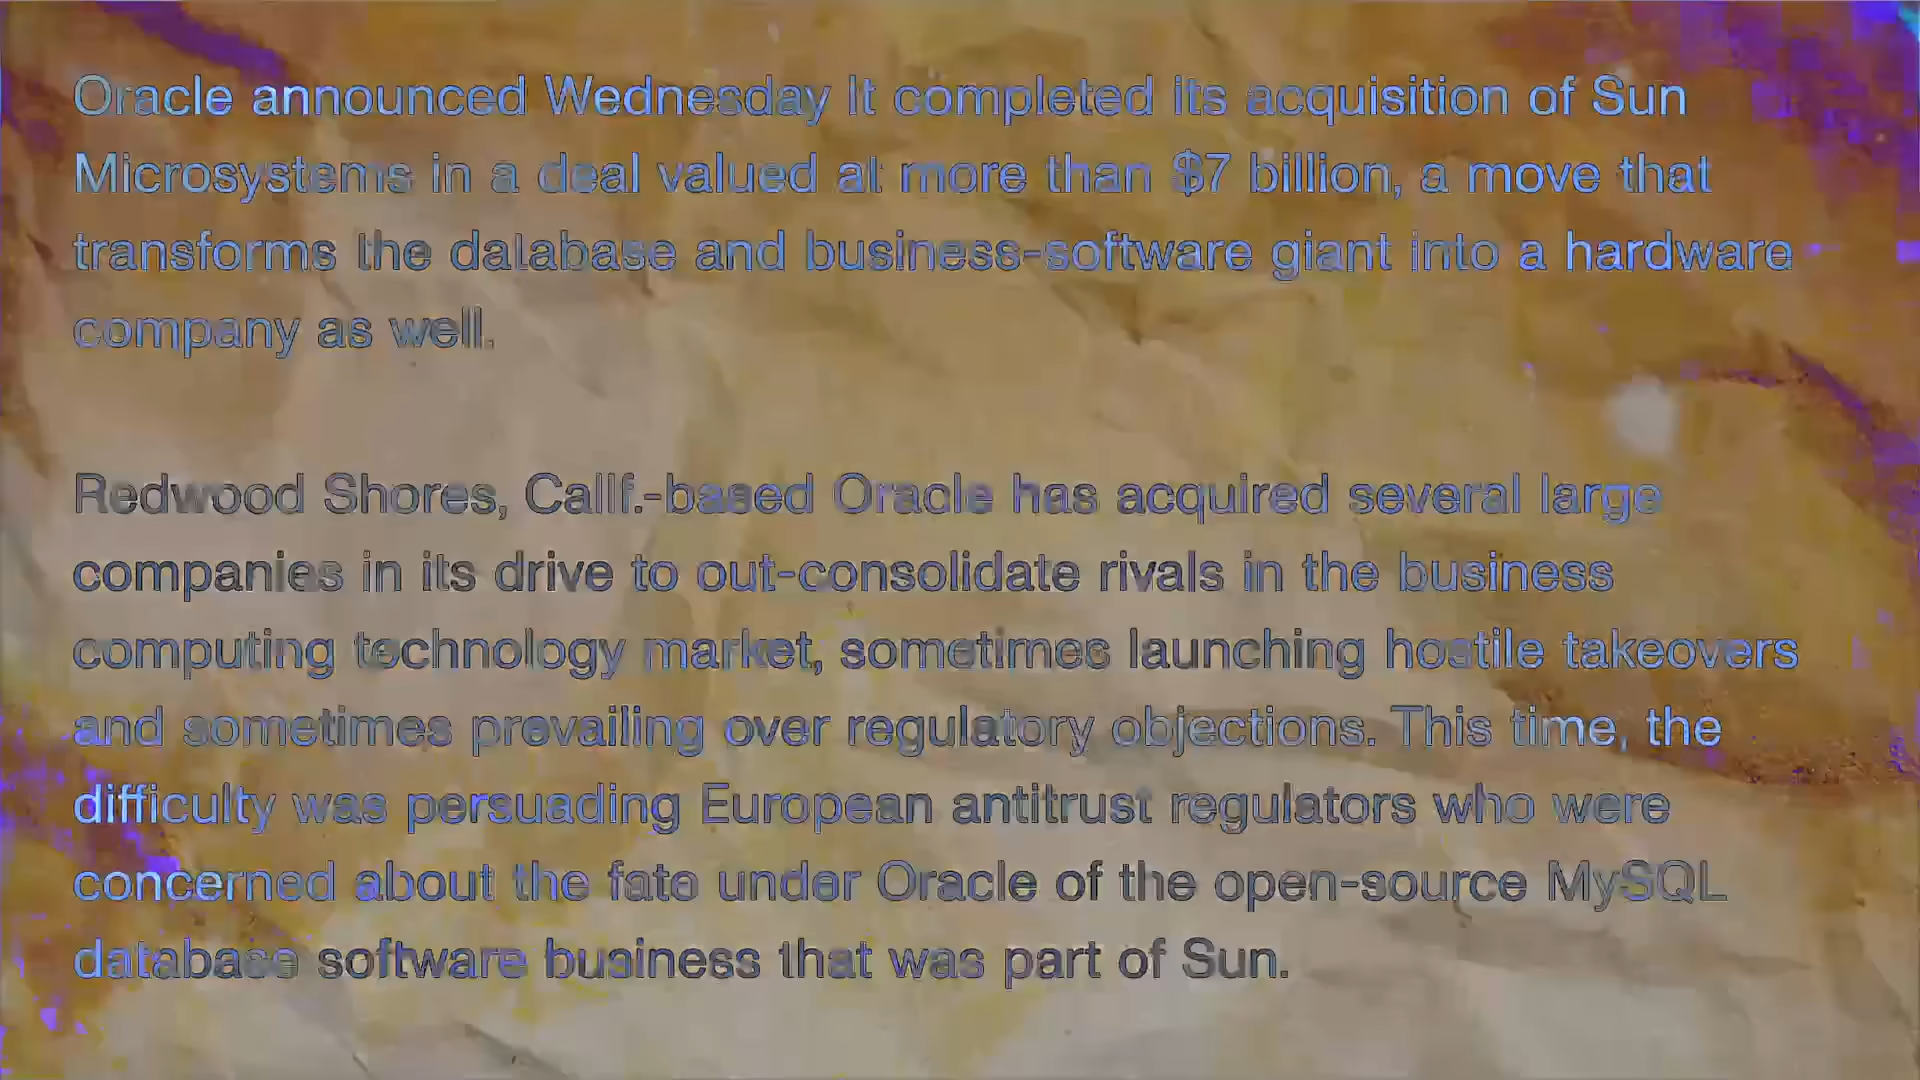 Oracle announced Wednesday It completed its acquisition of Sun
Microsystems in a deal valued at more than $7 billion, a move that
transforms the database and business-software giant into a hardware
company as well.
Redwood Shores, Calif.-based Oracle has acquired several large
companies in its drive to out-consolidate rivals in the business
computing technology market, sometimes launching hostile takeovers
and sometimes prevailing over regulatory objections. This time, the
difficulty was persuading European antitrust regulators who were
concerned about the fate under Oracle of the open-source MySQL
database software business that was part of Sun.